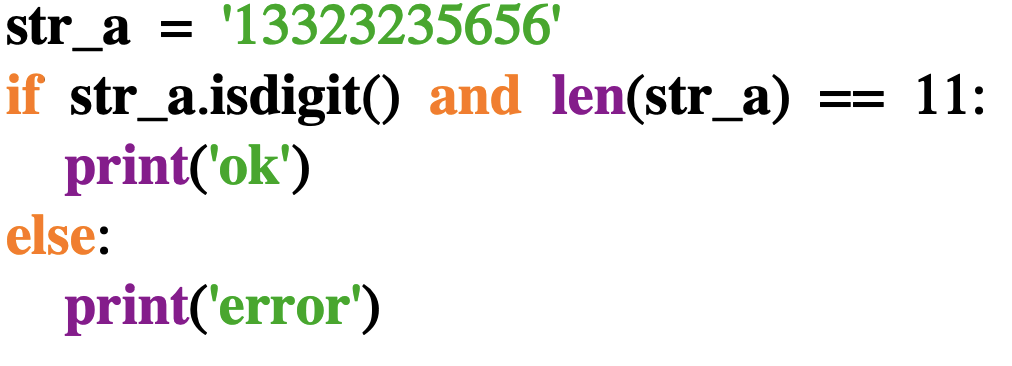 str_a = '13323235656'
if str_a.isdigit() and len(str_a) == 11:
print('ok')
else:
print('error')